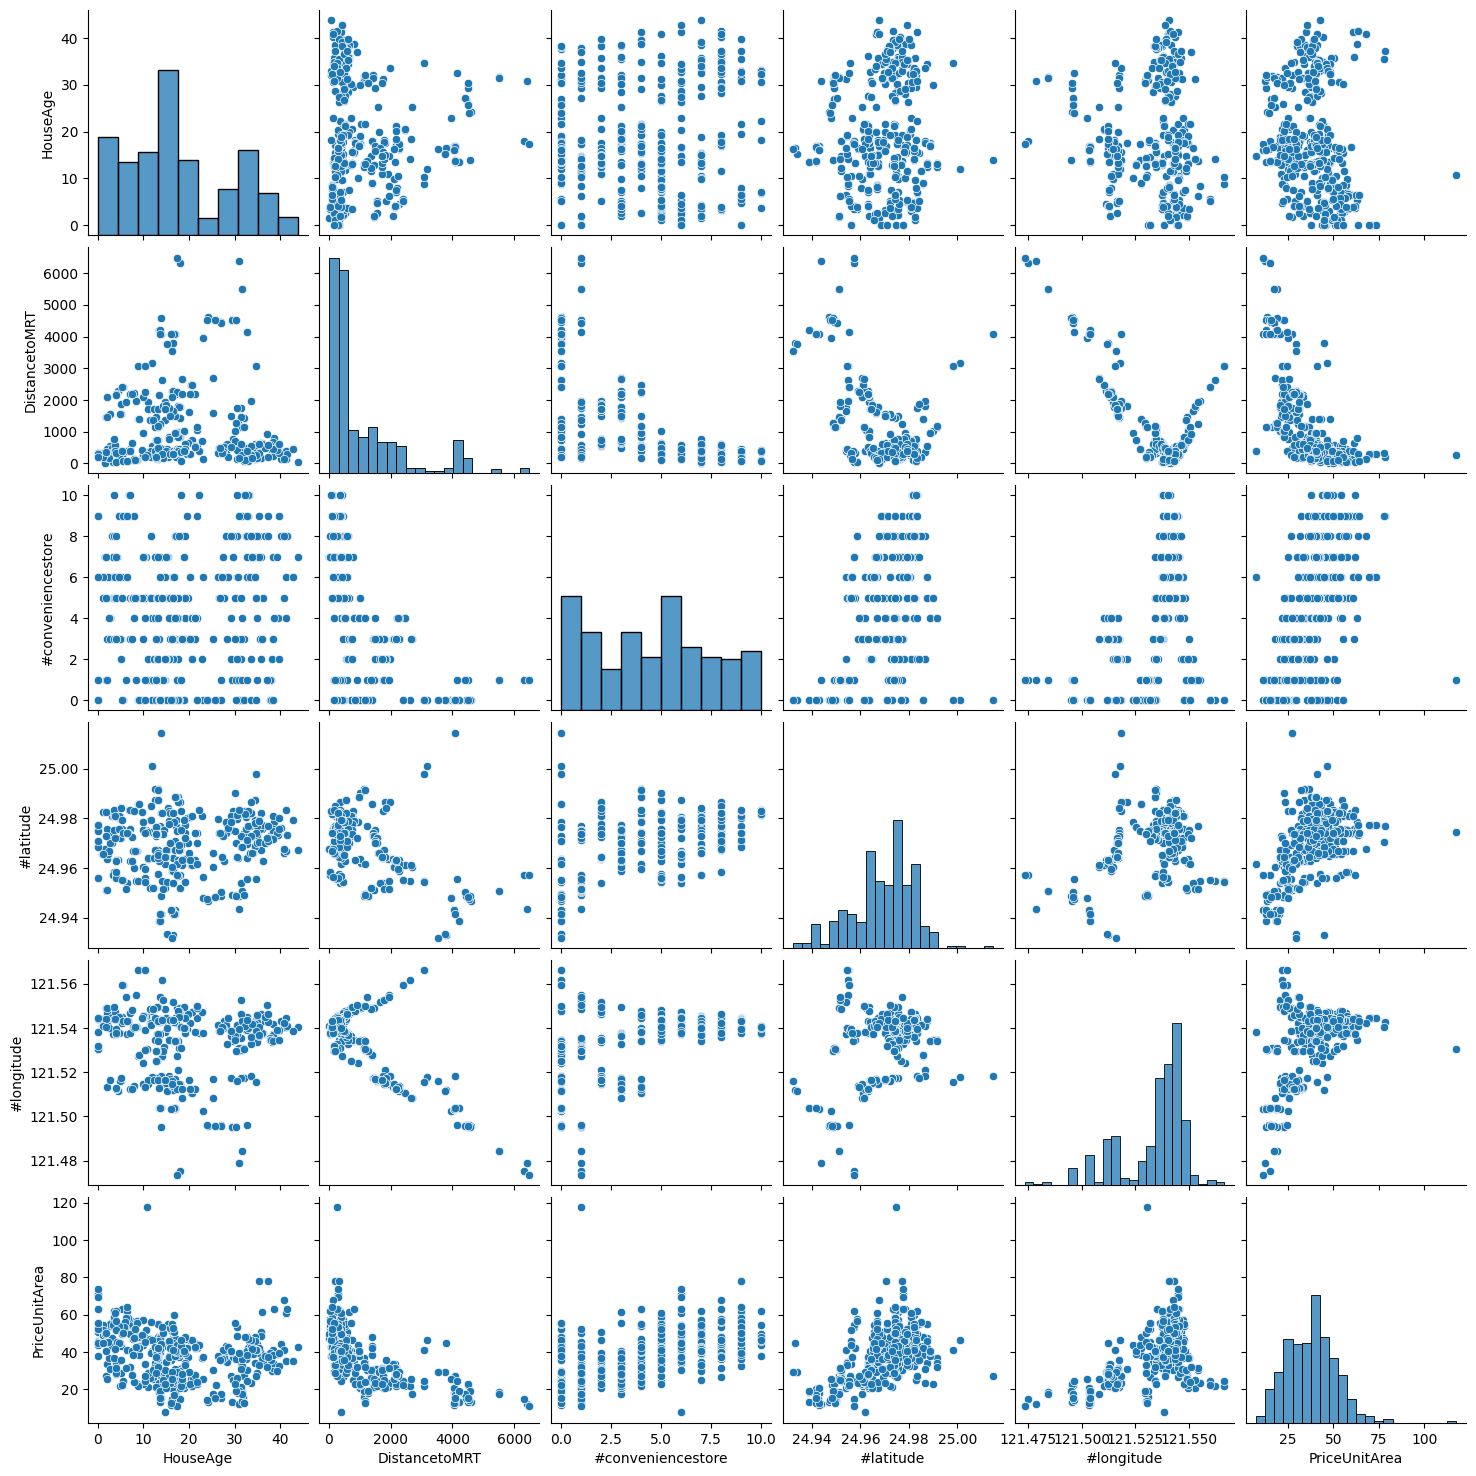 40
30
20
10
0
HouseAge
6000
5000
4000
3000
2000
1000
0
DistancetoMRT
10
8
6
4
2
0
#conveniencestore
25.00
24.98
24.96
24.94
#latitude
121.56
121.54
121.52
121.50
121.48
#longitude
120
100
80
60
40
20
PriceUnitArea
0 10 20 30 40
0 2000 4000 6000
0.0 2.5 5.0 7.5 10.0
24.94 24.96 24.98 25.00
121.475 121.500 121.525 121.550
25 50 75 100
HouseAge DistancetoMRT #conveniencestore #latitude #longitude PriceUnitArea